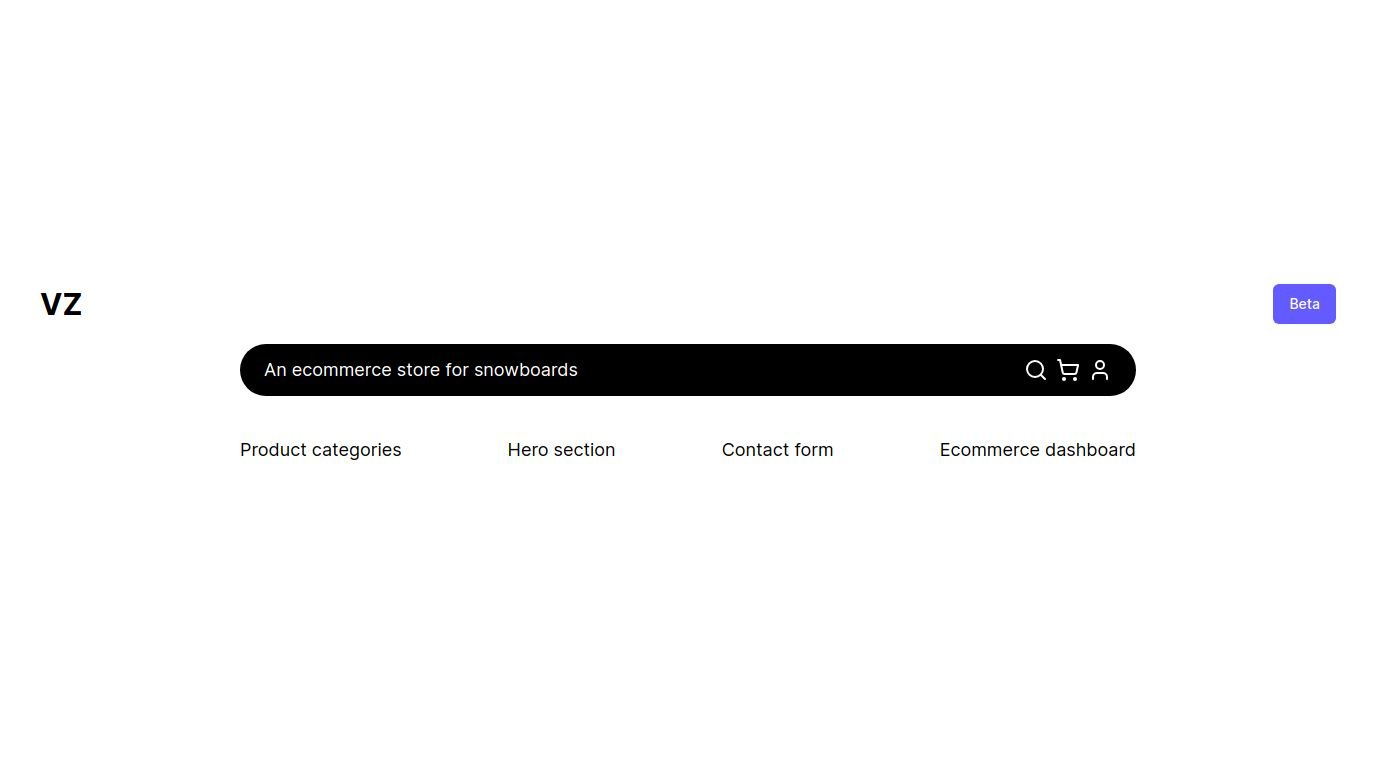 VZ
Beta
An ecommerce store for snowboards
Product categories
Hero section
Contact form
Ecommerce dashboard